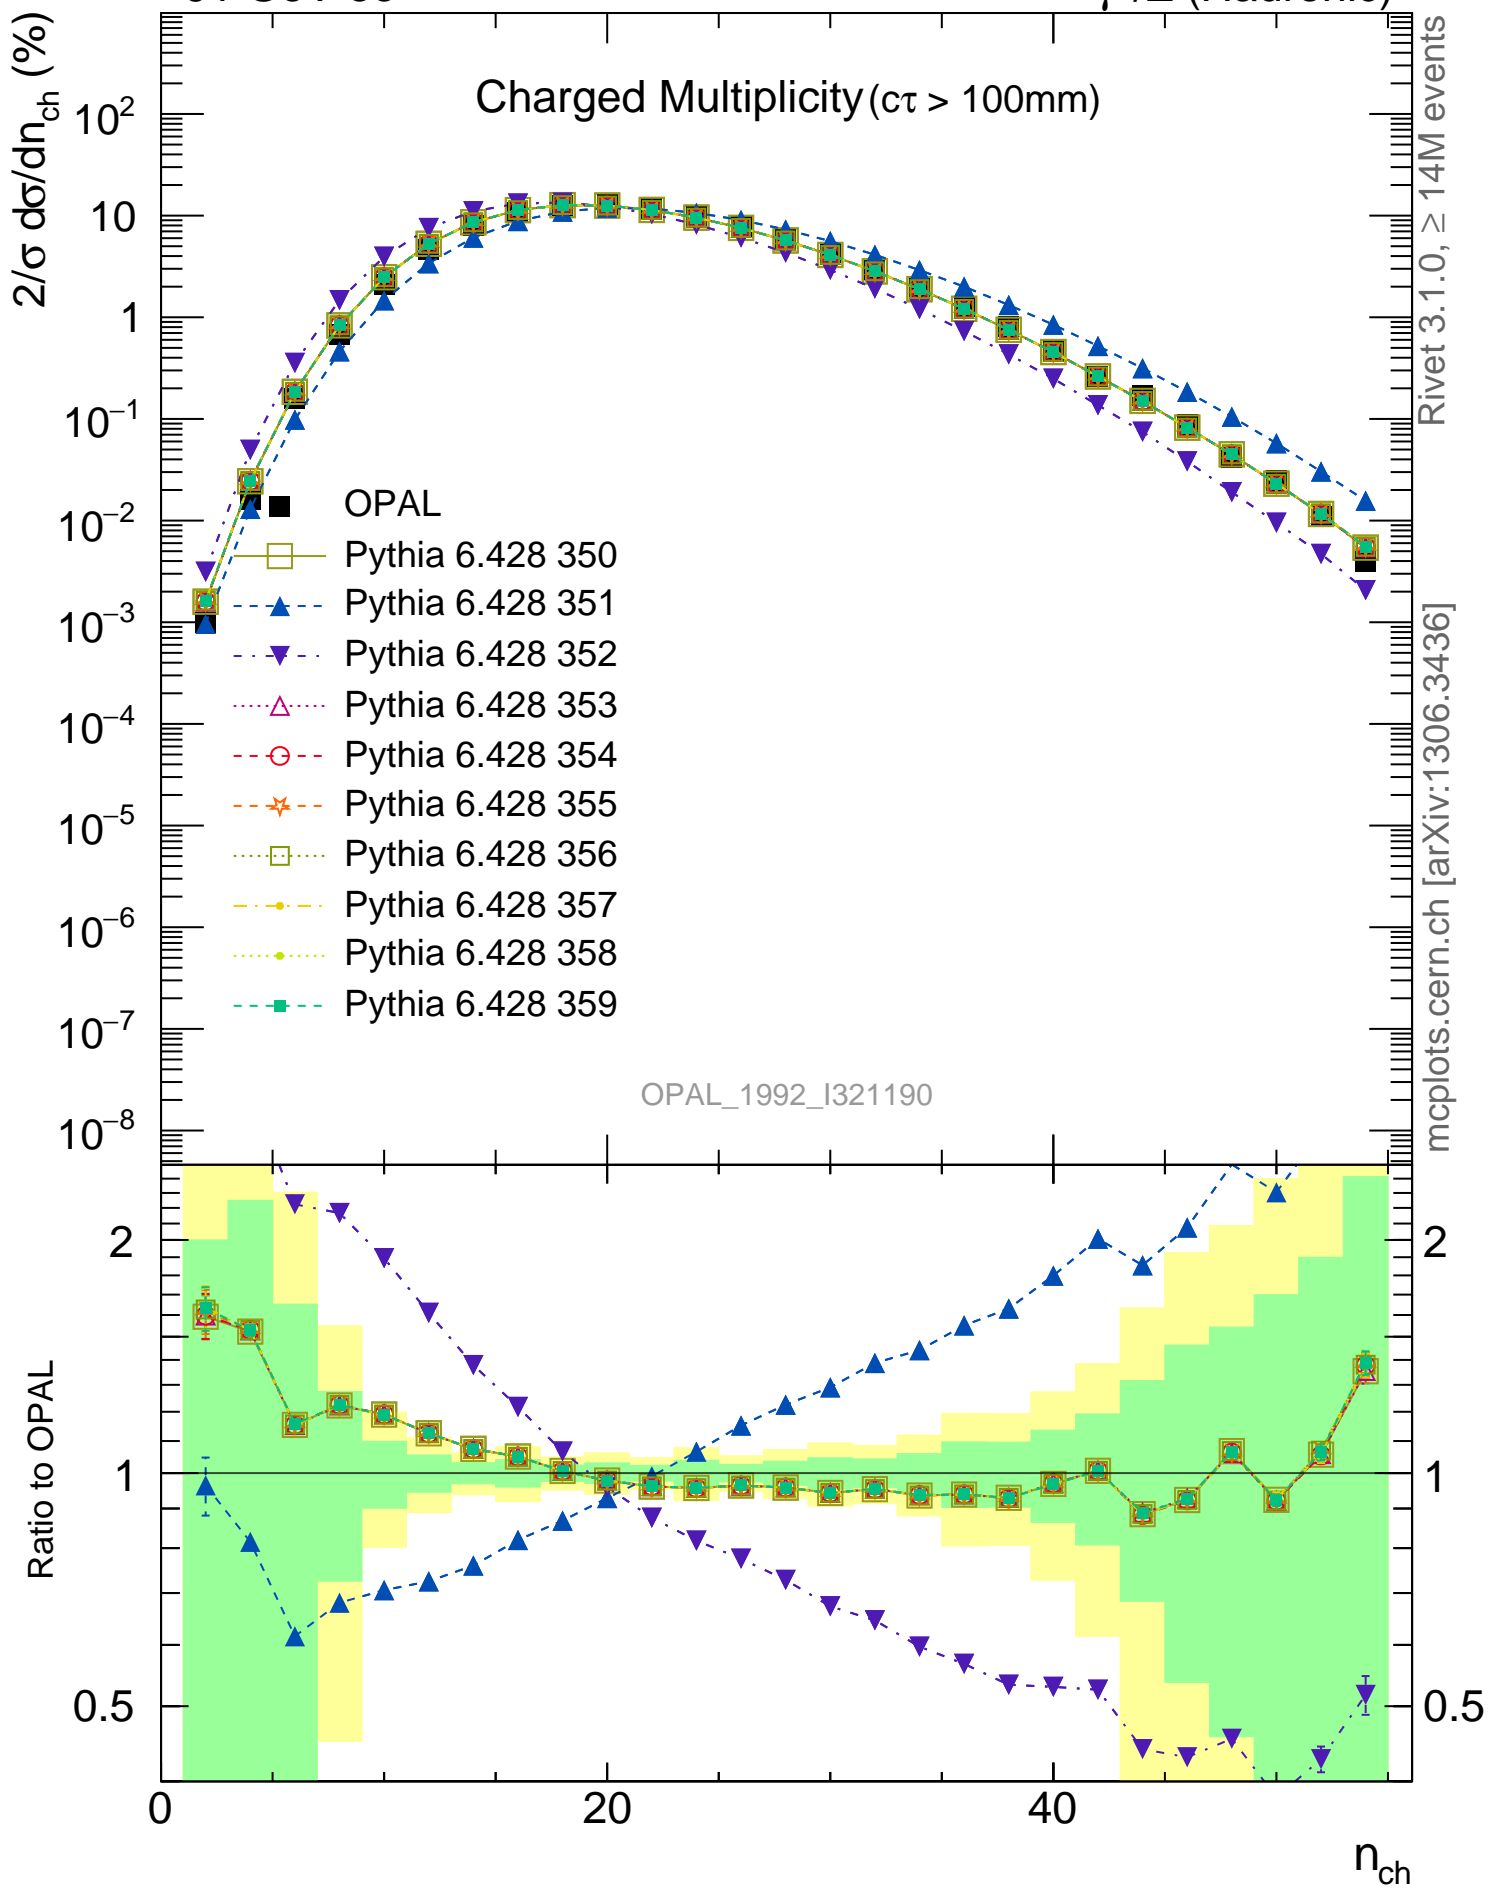 2/σ dσ/dn_ch (%)
Charged Multiplicity (cτ > 100mm)
10²
10
1
10⁻¹
10⁻²
10⁻³
10⁻⁴
10⁻⁵
10⁻⁶
10⁻⁷
10⁻⁸
OPAL
Pythia 6.428 350
Pythia 6.428 351
Pythia 6.428 352
Pythia 6.428 353
Pythia 6.428 354
Pythia 6.428 355
Pythia 6.428 356
Pythia 6.428 357
Pythia 6.428 358
Pythia 6.428 359
OPAL_1992_I321190
Rivet 3.1.0, ≥ 14M events
mcplots.cern.ch [arXiv:1306.3436]
Ratio to OPAL
2
1
0.5
2
1
0.5
0
20
40
n_ch